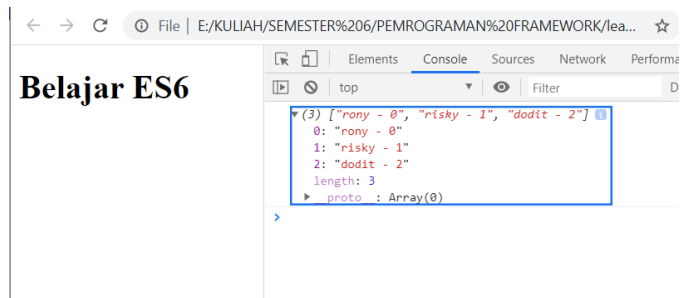 File | E:/KULIAH/SEMESTER%206/PEMROGRAMAN%20FRAMEWORK/lea...
Belajar ES6
Elements Console Sources Network Performa
top Filter D
(3) ["rony - 0", "risky - 1", "dodit - 2"]
0: "rony - 0"
1: "risky - 1"
2: "dodit - 2"
length: 3
__proto__: Array(0)